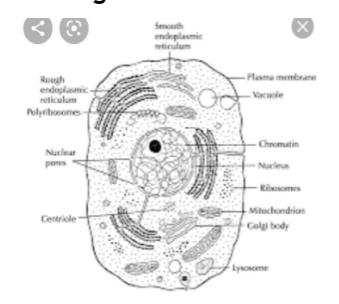 Smooth
endoplasmic
reticulum
Rough
endoplasmic
reticulum
Polyribosomes
Nuclear
pores
Centriole
Plasma membrane
Vacuole
Chromatin
Nucleus
Ribosomes
Mitochondrion
Golgi body
Lysosome